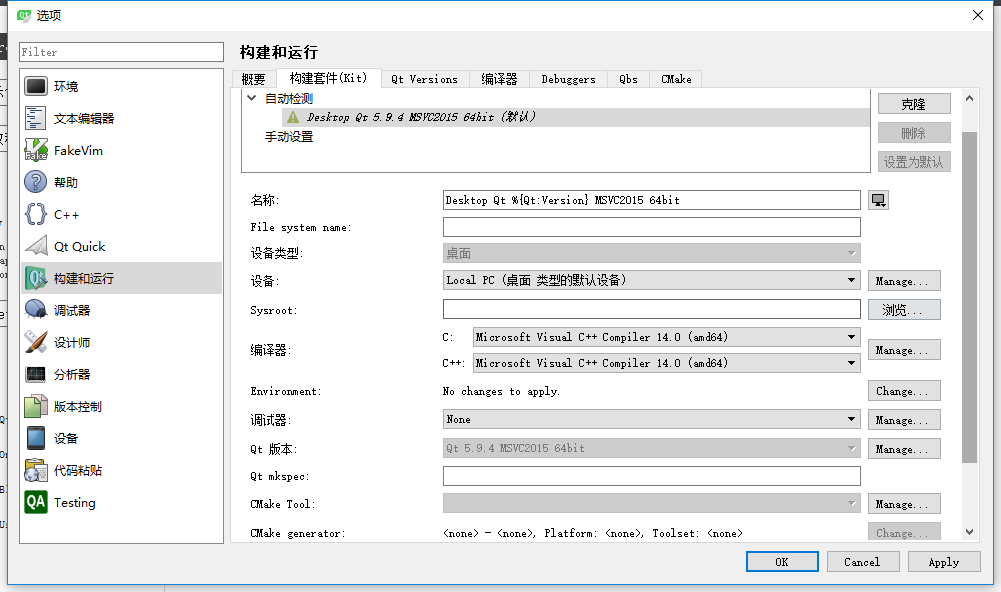 选项
Filter
环境
文本编辑器
FakeVim
帮助
C++
Qt Quick
构建和运行
调试器
设计师
分析器
版本控制
设备
代码粘贴
Testing
构建和运行
概要 构建套件(Kit) Qt Versions 编译器 Debuggers Qbs CMake
自动检测
Desktop Qt 5.9.4 MSVC2015 64bit (默认)
手动设置
克隆
删除
设置为默认
名称: Desktop Qt %{Qt:Version} MSVC2015 64bit
File system name:
设备类型: 桌面
设备: Local PC (桌面 类型的默认设备) Manage...
Sysroot: 浏览...
编译器: C: Microsoft Visual C++ Compiler 14.0 (amd64)
C++: Microsoft Visual C++ Compiler 14.0 (amd64) Manage...
Environment: No changes to apply. Change...
调试器: None Manage...
Qt 版本: Qt 5.9.4 MSVC2015 64bit Manage...
Qt mkspec:
CMake Tool: Manage...
CMake generator: <none> - <none>, Platform: <none>, Toolset: <none> Change...
OK Cancel Apply